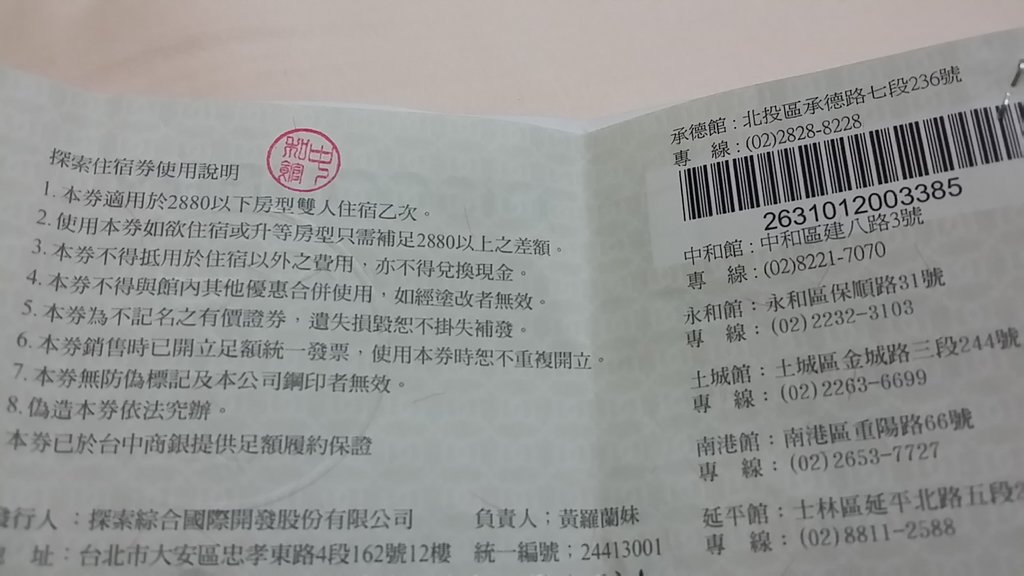 探索住宿券使用說明
中和館
1. 本券適用於2880以下房型雙人住宿乙次。
2. 使用本券如欲住宿或升等房型只需補足2880以上之差額。
3. 本券不得抵用於住宿以外之費用，亦不得兌換現金。
4. 本券不得與館內其他優惠合併使用，如經塗改者無效。
5. 本券為不記名之有價證券，遺失損毀恕不掛失補發。
6. 本券銷售時已開立足額統一發票，使用本券時恕不重複開立。
7. 本券無防偽標記及本公司鋼印者無效。
8. 偽造本券依法究辦。
本券已於台中商銀提供足額履約保證
發行人：探索綜合國際開發股份有限公司 負責人；黃羅蘭妹
址：台北市大安區忠孝東路4段162號12樓 統一編號；24413001
承德館：北投區承德路七段236號
專 線：(02)2828-8228
2631012003385
中和館：中和區建八路3號
專 線：(02)8221-7070
永和館：永和區保順路31號
專 線：(02)2232-3103
土城館：土城區金城路三段244號
專 線：(02)2263-6699
南港館：南港區重陽路66號
專 線：(02)2653-7727
延平館：士林區延平北路五段2
專 線：(02)8811-2588